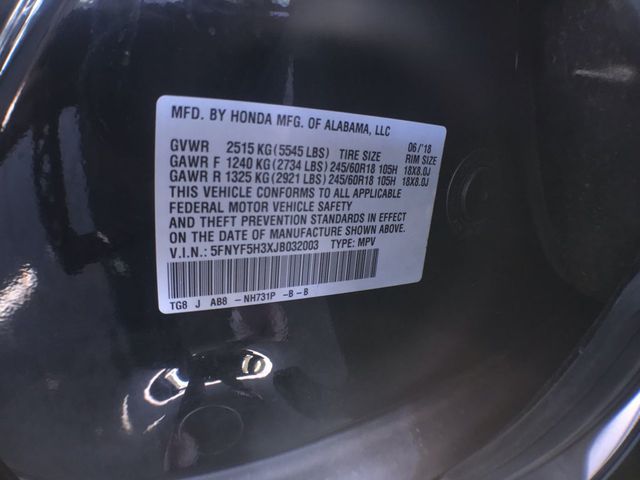 MFD. BY HONDA MFG. OF ALABAMA, LLC
GVWR 2515 KG (5545 LBS) TIRE SIZE 06/'18 RIM SIZE
GAWR F 1240 KG (2734 LBS) 245/60R18 105H 18X8.0J
GAWR R 1325 KG (2921 LBS) 245/60R18 105H 18X8.0J
THIS VEHICLE CONFORMS TO ALL APPLICABLE
FEDERAL MOTOR VEHICLE SAFETY
AND THEFT PREVENTION STANDARDS IN EFFECT
ON THE DATE OF MANUFACTURE SHOWN ABOVE.
V.I.N.: 5FNYF5H3XJB032003 TYPE: MPV
TG8 J AB8 -NH731P -B-B